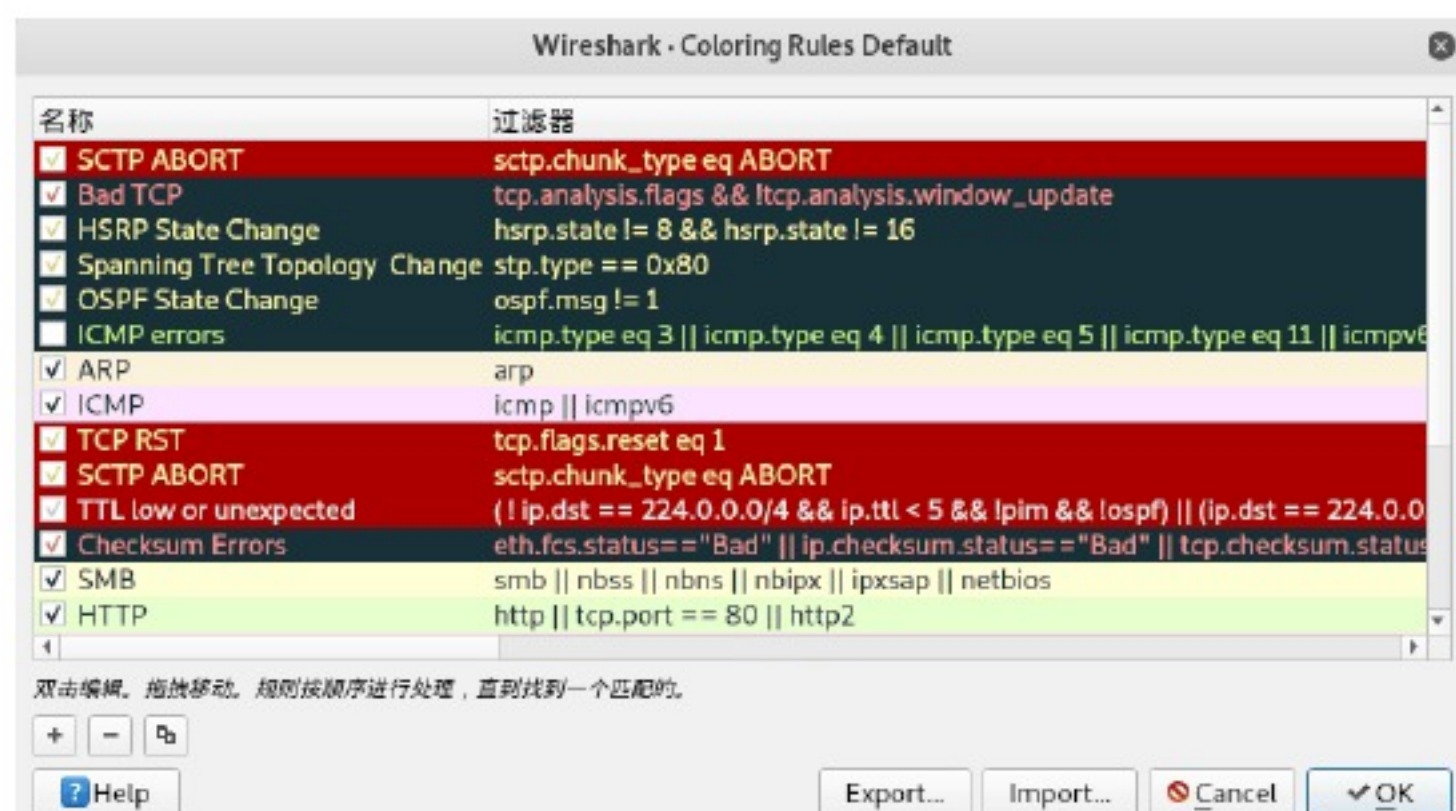 Wireshark · Coloring Rules Default
名称 过滤器
SCTP ABORT sctp.chunk_type eq ABORT
Bad TCP tcp.analysis.flags && !tcp.analysis.window_update
HSRP State Change hsrp.state != 8 && hsrp.state != 16
Spanning Tree Topology  Change stp.type == 0x80
OSPF State Change ospf.msg != 1
ICMP errors icmp.type eq 3 || icmp.type eq 4 || icmp.type eq 5 || icmp.type eq 11 || icmpv6
ARP arp
ICMP icmp || icmpv6
TCP RST tcp.flags.reset eq 1
SCTP ABORT sctp.chunk_type eq ABORT
TTL low or unexpected ( ! ip.dst == 224.0.0.0/4 && ip.ttl < 5 && !pim && !ospf) || (ip.dst == 224.0.0
Checksum Errors eth.fcs.status=="Bad" || ip.checksum.status=="Bad" || tcp.checksum.status
SMB smb || nbss || nbns || nbipx || ipxsap || netbios
HTTP http || tcp.port == 80 || http2
双击编辑。拖拽移动。规则按顺序进行处理，直到找到一个匹配的。
Help Export... Import... Cancel OK